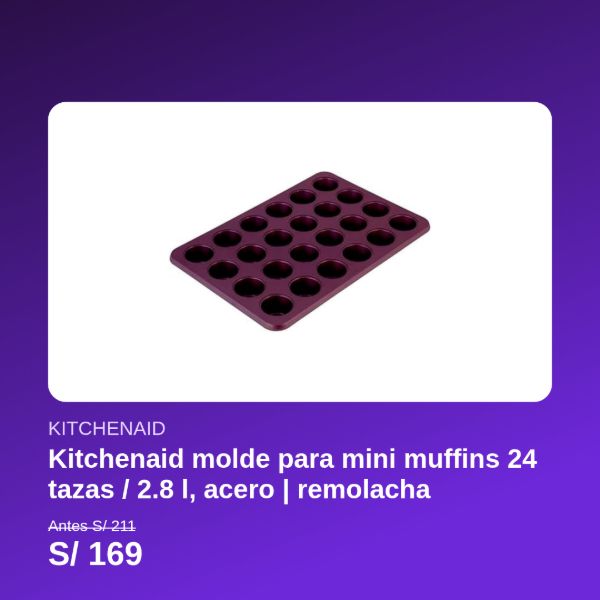 KITCHENAID
Kitchenaid molde para mini muffins 24
tazas / 2.8 l, acero | remolacha
Antes S/ 211
S/ 169